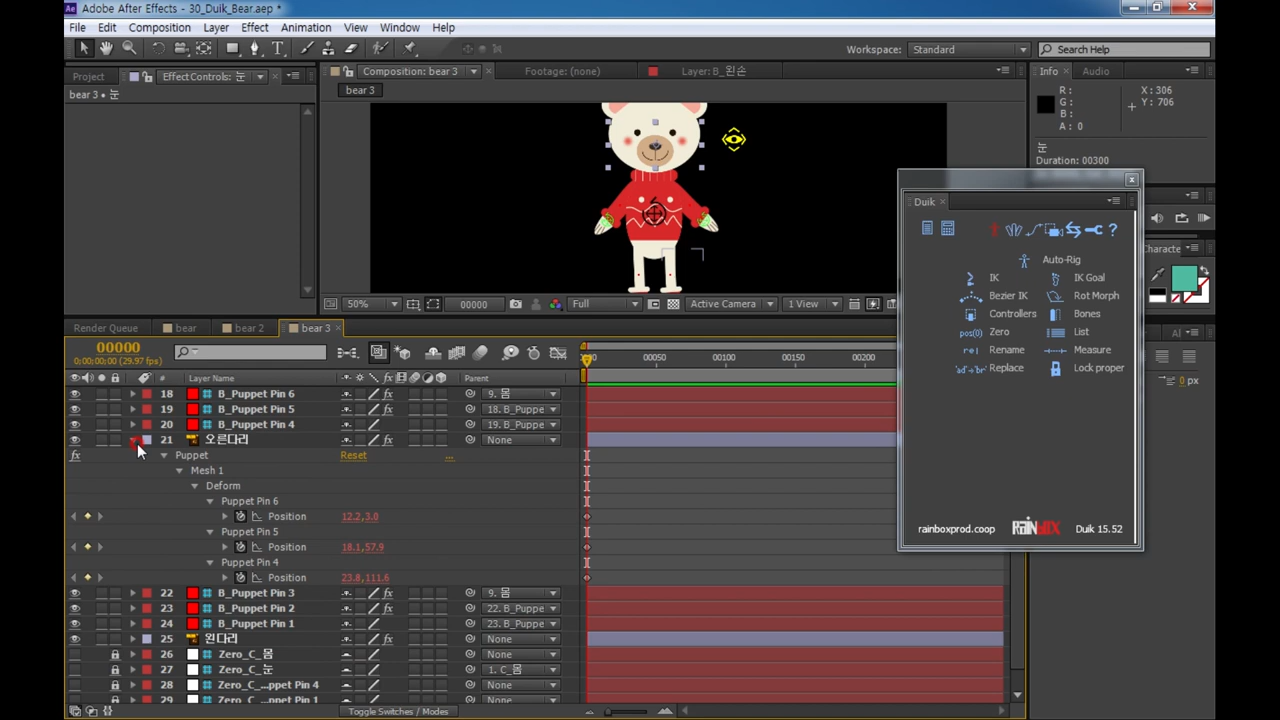 Adobe After Effects - 30_Duik_Bear.aep *
File Edit Composition Layer Effect Animation View Window Help
Workspace: Standard Search Help
Project Effect Controls: 눈 Composition: bear 3 Footage: (none) Layer: B_왼손 Info Audio
bear 3 • 눈
bear 3
R: X: 306
G: Y: 706
B:
A: 0
눈
Duration: 00300
Duik
Auto-Rig
IK IK Goal
Bezier IK Rot Morph
Controllers Bones
pos(0) Zero List
Rename Measure
Replace Lock proper
rainboxprod.coop RAINBOX Duik 15.52
Characte
50% 00000 Full Active Camera 1 View
0 px
Render Queue bear bear 2 bear 3
00000
0;00;00;00 (29.97 fps)
00050 00100 00150 00200
# Layer Name Parent
18 B_Puppet Pin 6 9. 몸
19 B_Puppet Pin 5 18. B_Puppe
20 B_Puppet Pin 4 19. B_Puppe
21 오른다리 None
Puppet Reset ...
Mesh 1
Deform
Puppet Pin 6
Position 12.2,3.0
Puppet Pin 5
Position 18.1,57.9
Puppet Pin 4
Position 23.8,111.6
22 B_Puppet Pin 3 9. 몸
23 B_Puppet Pin 2 22. B_Puppe
24 B_Puppet Pin 1 23. B_Puppe
25 왼다리 None
26 Zero_C_몸 None
27 Zero_C_눈 1. C_몸
28 Zero_C_...ppet Pin 4 None
29 Zero_C_...ppet Pin 1 None
Toggle Switches / Modes